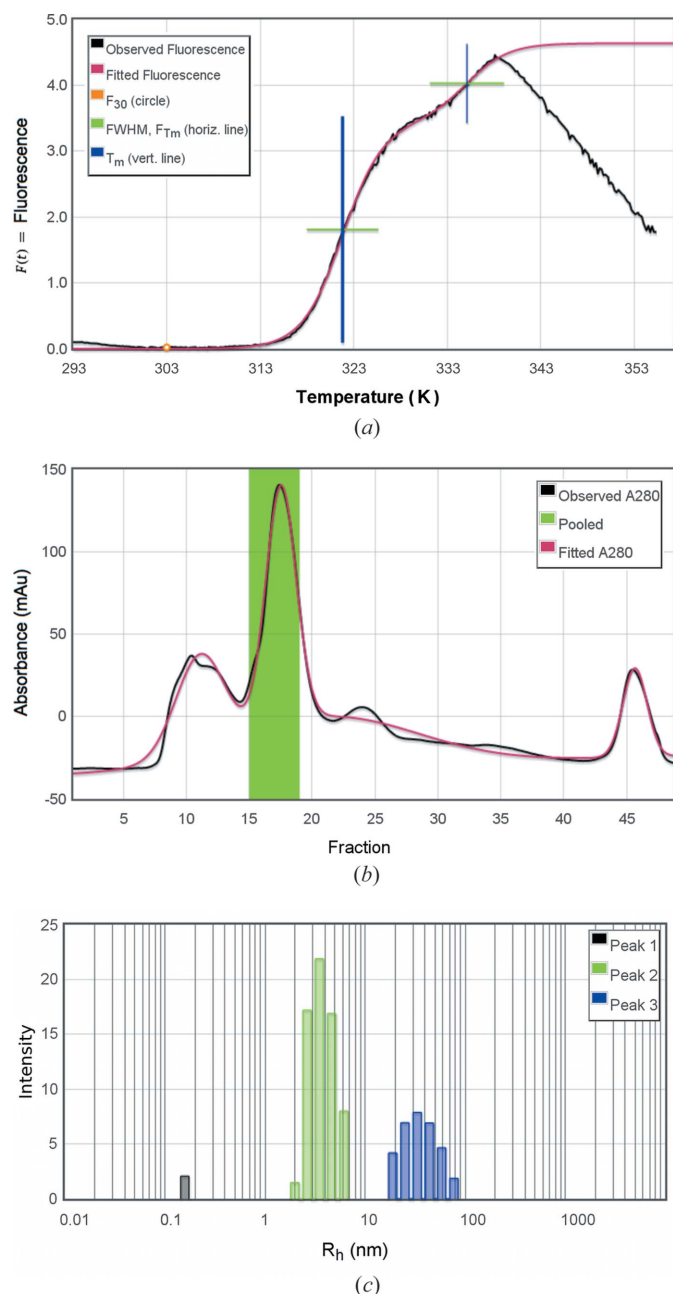 5.0
4.0
3.0
2.0
1.0
0.0
F(t) = Fluorescence
Observed Fluorescence
Fitted Fluorescence
F30 (circle)
FWHM, FTm (horiz. line)
Tm (vert. line)
293 303 313 323 333 343 353
Temperature (K)
(a)
150
100
50
0
-50
Absorbance (mAu)
Observed A280
Pooled
Fitted A280
5 10 15 20 25 30 35 40 45
Fraction
(b)
25
20
15
10
5
0
Intensity
Peak 1
Peak 2
Peak 3
0.01 0.1 1 10 100 1000
Rh (nm)
(c)